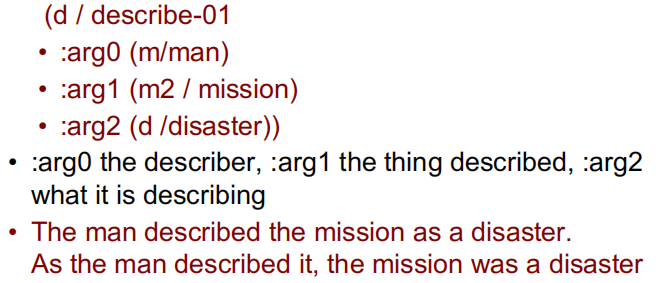 (d / describe-01
• :arg0 (m/man)
• :arg1 (m2 / mission)
• :arg2 (d /disaster))
• :arg0 the describer, :arg1 the thing described, :arg2
what it is describing
• The man described the mission as a disaster.
As the man described it, the mission was a disaster